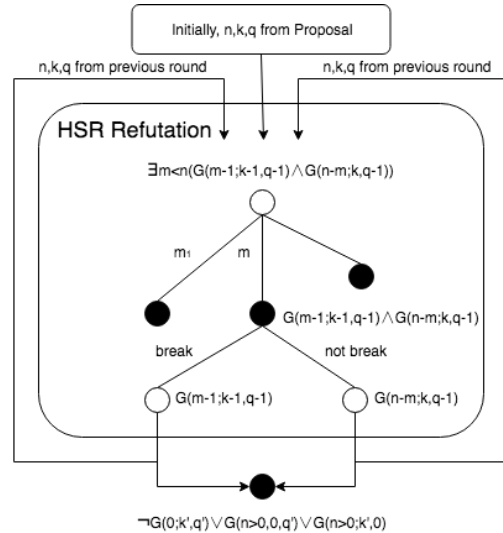 Initially, n,k,q from Proposal
n,k,q from previous round
n,k,q from previous round
HSR Refutation
∃m<n(G(m-1;k-1,q-1)∧G(n-m;k,q-1))
m₁
m
G(m-1;k-1,q-1)∧G(n-m;k,q-1)
break
not break
G(m-1;k-1,q-1)
G(n-m;k,q-1)
¬G(0;k',q')∨G(n>0,0,q')∨G(n>0;k',0)